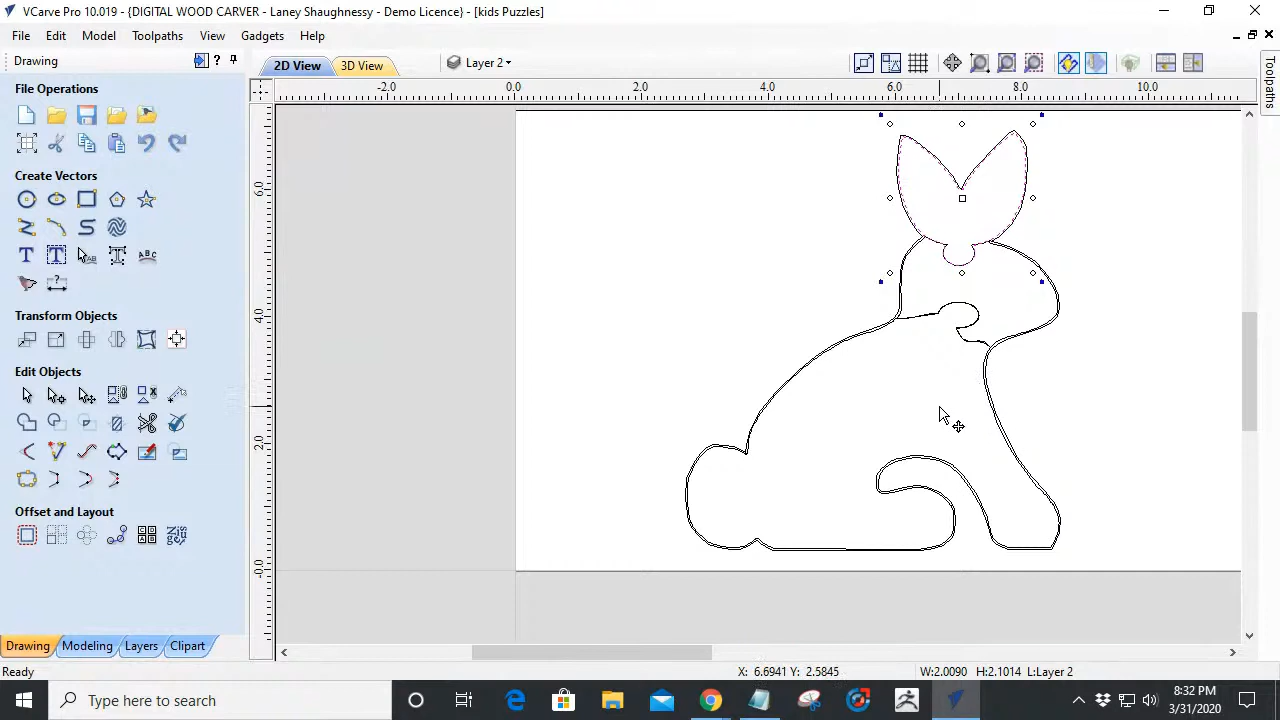 VCarve Pro 10.019 - {DIGITAL WOOD CARVER - Laney Shaughnessy - Demo Licence} - [kids Puzzles]
File Edit Model Toolpaths View Gadgets Help
Drawing
2D View
3D View
Layer 2
Toolpaths
File Operations
-2.0 0.0 2.0 4.0 6.0 8.0 10.0
Create Vectors
6.0
4.0
2.0
-0.0
Transform Objects
Edit Objects
Offset and Layout
Drawing Modeling Layers Clipart
Ready
X: 6.6941 Y: 2.5845
W:2.0090 H:2.1014 L:Layer 2
Type here to search
8:32 PM
3/31/2020